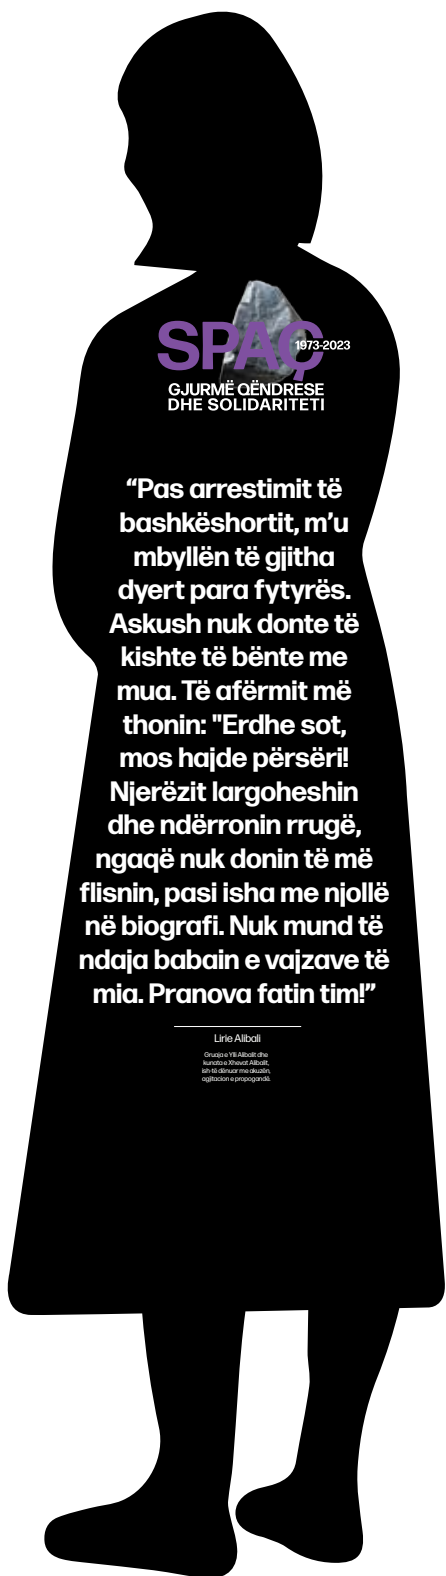 SPAÇ
1973-2023
GJURMË QËNDRESE
DHE SOLIDARITETI
“Pas arrestimit të
bashkëshortit, m’u
mbyllën të gjitha
dyert para fytyrës.
Askush nuk donte të
kishte të bënte me
mua. Të afërmit më
thonin: "Erdhe sot,
mos hajde përsëri!
Njerëzit largoheshin
dhe ndërronin rrugë,
ngaqë nuk donin të më
flisnin, pasi isha me njollë
në biografi. Nuk mund të
ndaja babain e vajzave të
mia. Pranova fatin tim!”
Lirie Alibali
Gruaja e Ylli Alibalit dhe
kunata e Xhevat Alibalit,
ish-të dënuar me akuzën,
agjitacion e propogandë.